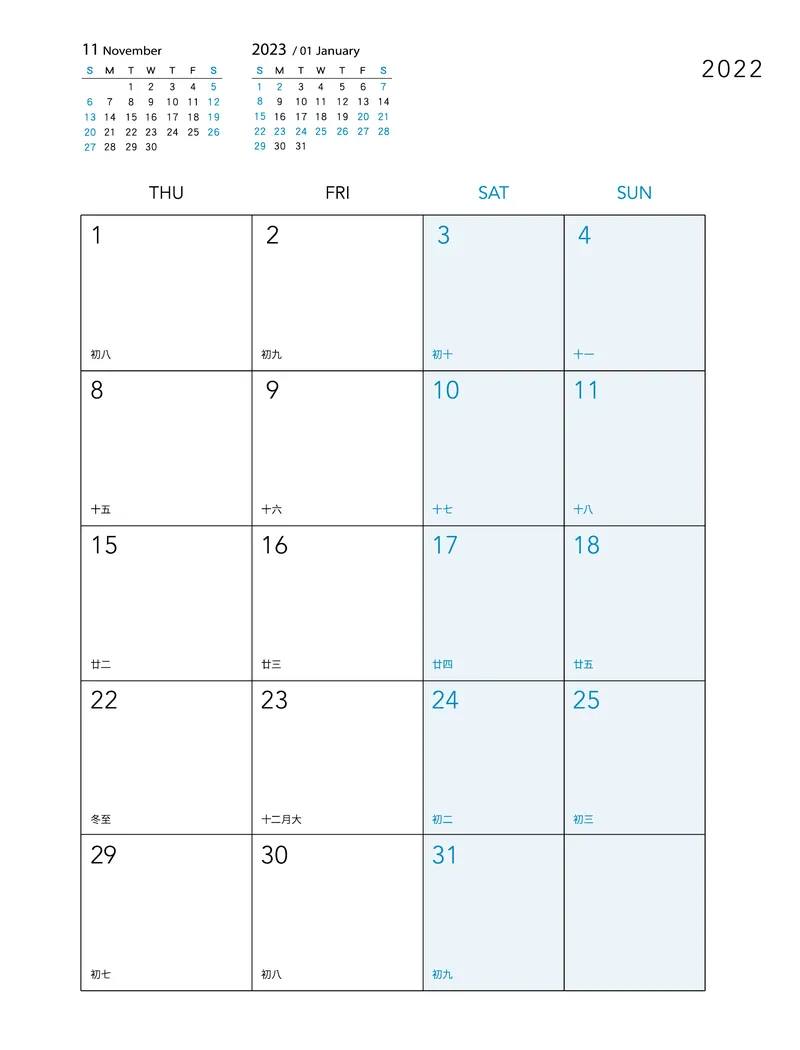 11 November
S M T W T F S
1 2 3 4 5
6 7 8 9 10 11 12
13 14 15 16 17 18 19
20 21 22 23 24 25 26
27 28 29 30
2023 / 01 January
S M T W T F S
1 2 3 4 5 6 7
8 9 10 11 12 13 14
15 16 17 18 19 20 21
22 23 24 25 26 27 28
29 30 31
2022
THU FRI SAT SUN
1 2 3 4
初八 初九 初十 十一
8 9 10 11
十五 十六 十七 十八
15 16 17 18
廿二 廿三 廿四 廿五
22 23 24 25
冬至 十二月大 初二 初三
29 30 31
初七 初八 初九